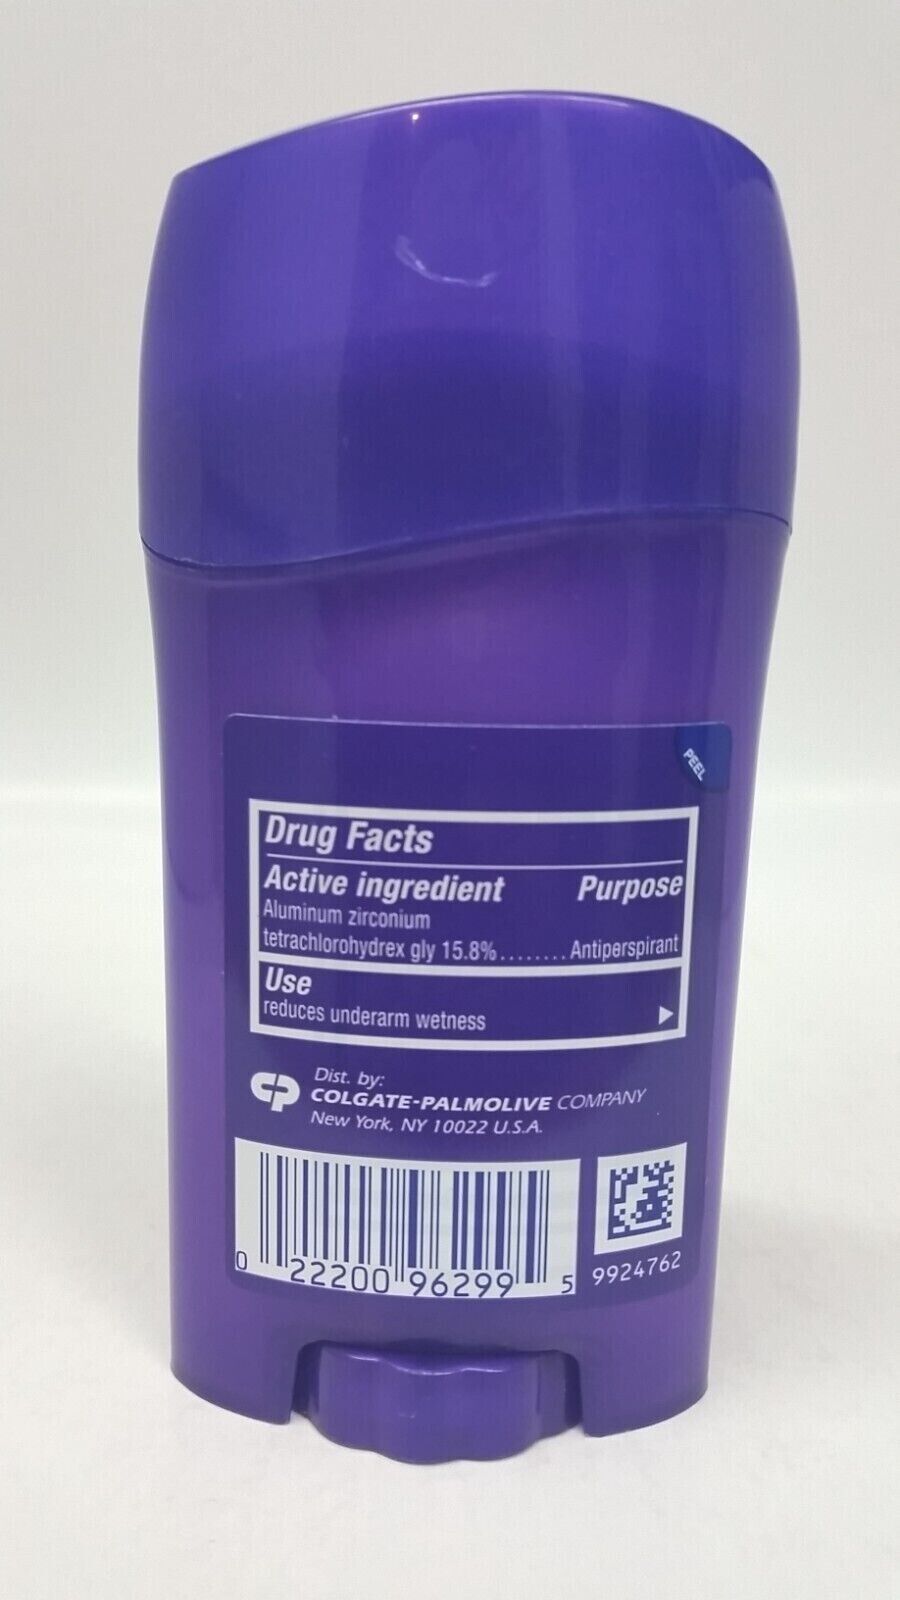 PEEL
Drug Facts
Active ingredient Purpose
Aluminum zirconium
tetrachlorohydrex gly 15.8%........Antiperspirant
Use
reduces underarm wetness
CP
Dist. by:
COLGATE-PALMOLIVE COMPANY
New York, NY 10022 U.S.A.
0 22200 96299 5
9924762